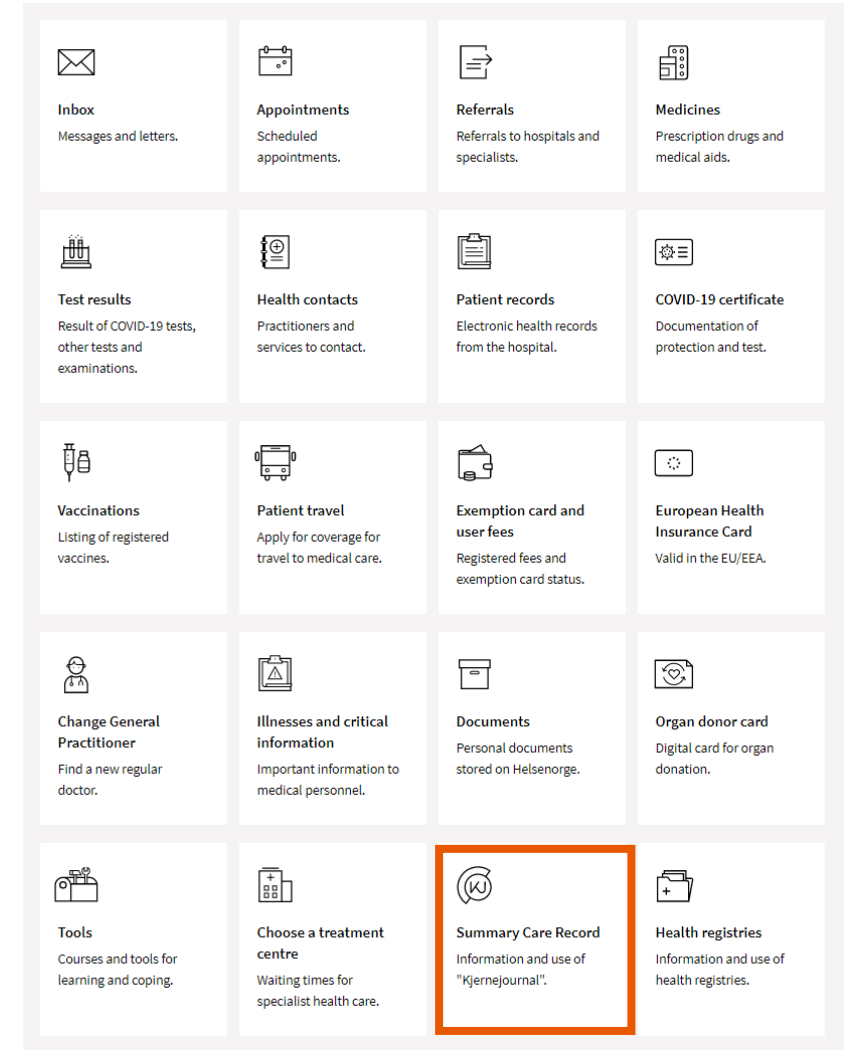 Inbox
Messages and letters.
Appointments
Scheduled
appointments.
Referrals
Referrals to hospitals and
specialists.
Medicines
Prescription drugs and
medical aids.
Test results
Result of COVID-19 tests,
other tests and
examinations.
Health contacts
Practitioners and
services to contact.
Patient records
Electronic health records
from the hospital.
COVID-19 certificate
Documentation of
protection and test.
Vaccinations
Listing of registered
vaccines.
Patient travel
Apply for coverage for
travel to medical care.
Exemption card and
user fees
Registered fees and
exemption card status.
European Health
Insurance Card
Valid in the EU/EEA.
Change General
Practitioner
Find a new regular
doctor.
Illnesses and critical
information
Important information to
medical personnel.
Documents
Personal documents
stored on Helsenorge.
Organ donor card
Digital card for organ
donation.
Tools
Courses and tools for
learning and coping.
Choose a treatment
centre
Waiting times for
specialist health care.
KJ
Summary Care Record
Information and use of
"Kjernejournal".
Health registries
Information and use of
health registries.